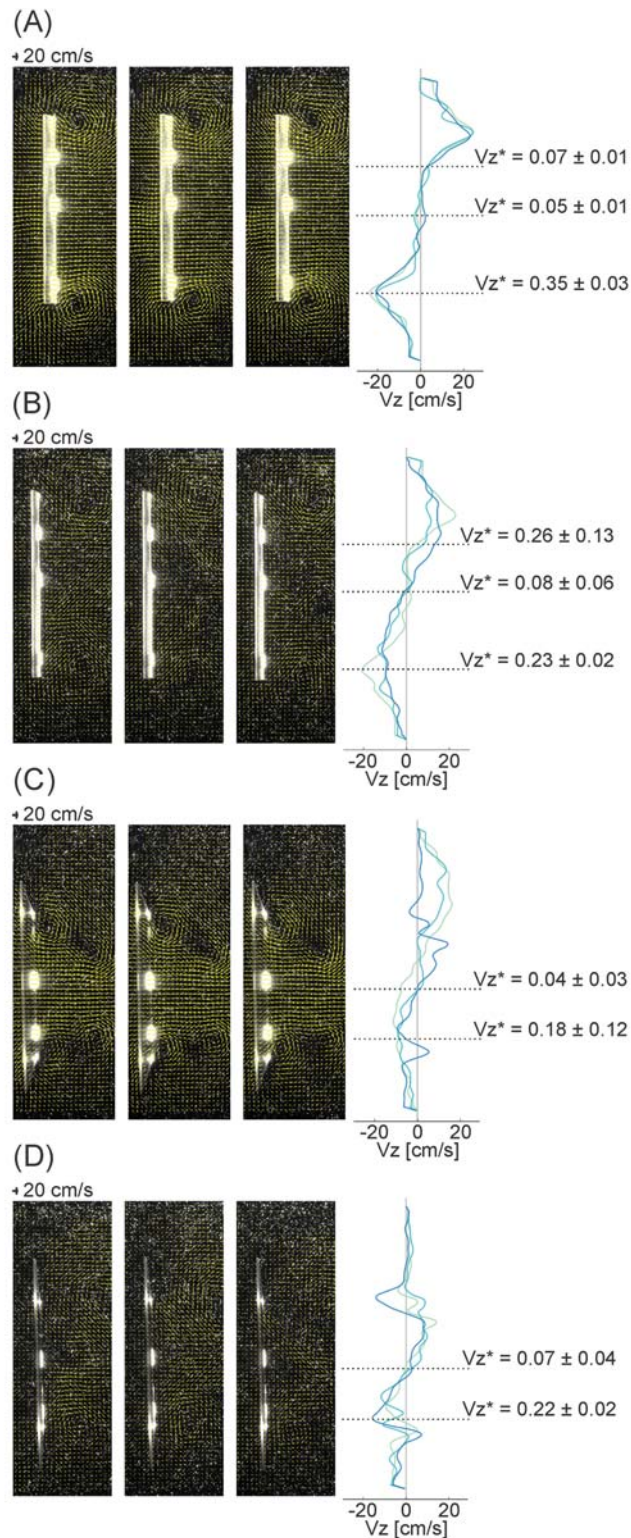 (A)
20 cm/s
Vz* = 0.07 ± 0.01
Vz* = 0.05 ± 0.01
Vz* = 0.35 ± 0.03
-20 0 20
Vz [cm/s]
(B)
20 cm/s
Vz* = 0.26 ± 0.13
Vz* = 0.08 ± 0.06
Vz* = 0.23 ± 0.02
-20 0 20
Vz [cm/s]
(C)
20 cm/s
Vz* = 0.04 ± 0.03
Vz* = 0.18 ± 0.12
-20 0 20
Vz [cm/s]
(D)
20 cm/s
Vz* = 0.07 ± 0.04
Vz* = 0.22 ± 0.02
-20 0 20
Vz [cm/s]